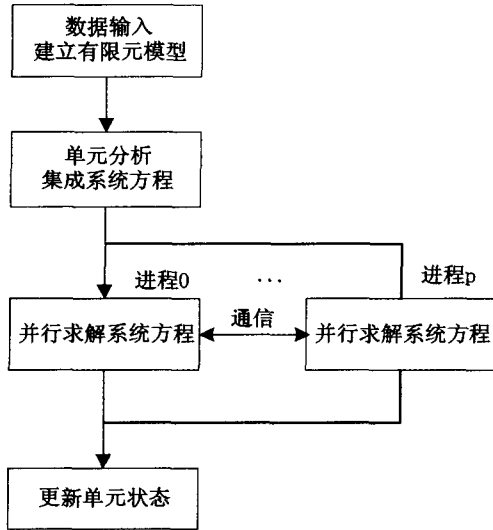 数据输入
建立有限元模型
单元分析
集成系统方程
进程0
…
进程p
并行求解系统方程
通信
并行求解系统方程
更新单元状态